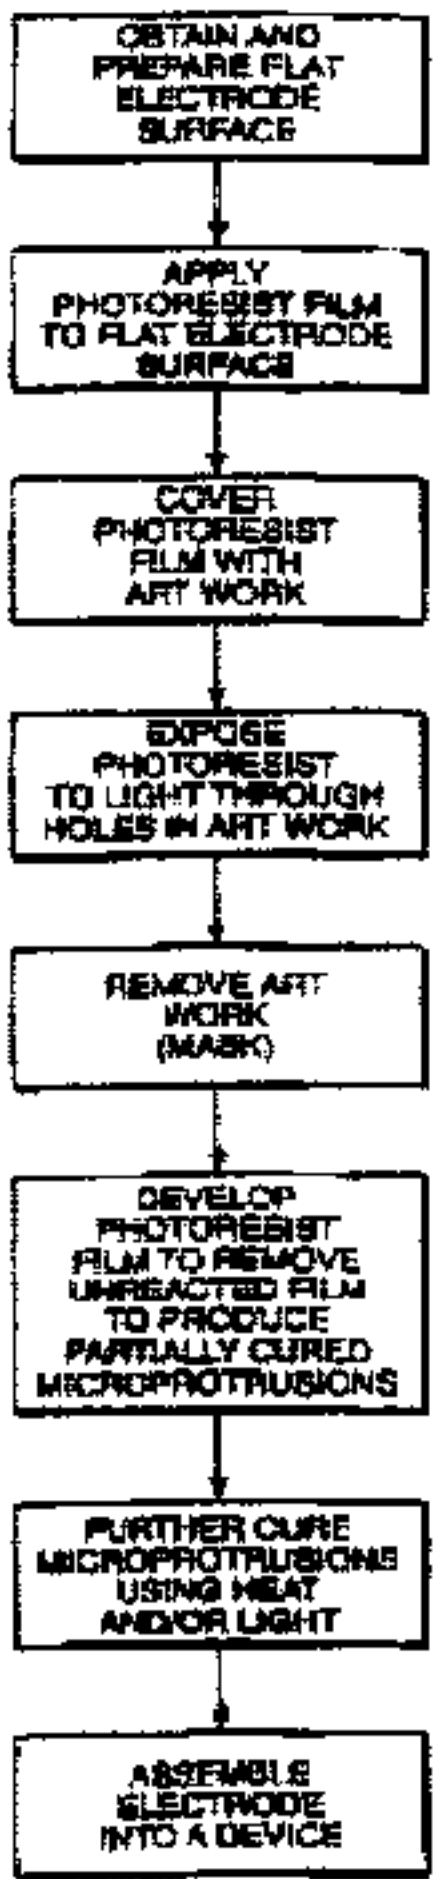 OBTAIN AND
PREPARE FLAT
ELECTRODE
SURFACE
APPLY
PHOTORESIST FILM
TO FLAT ELECTRODE
SURFACE
COVER
PHOTORESIST
FILM WITH
ART WORK
EXPOSE
PHOTORESIST
TO LIGHT THROUGH
HOLES IN ART WORK
REMOVE ART
WORK
(MASK)
DEVELOP
PHOTORESIST
FILM TO REMOVE
UNREACTED FILM
TO PRODUCE
PARTIALLY CURED
MICROPROTRUSIONS
FURTHER CURE
MICROPROTRUSIONS
USING HEAT
AND/OR LIGHT
ASSEMBLE
ELECTRODE
INTO A DEVICE